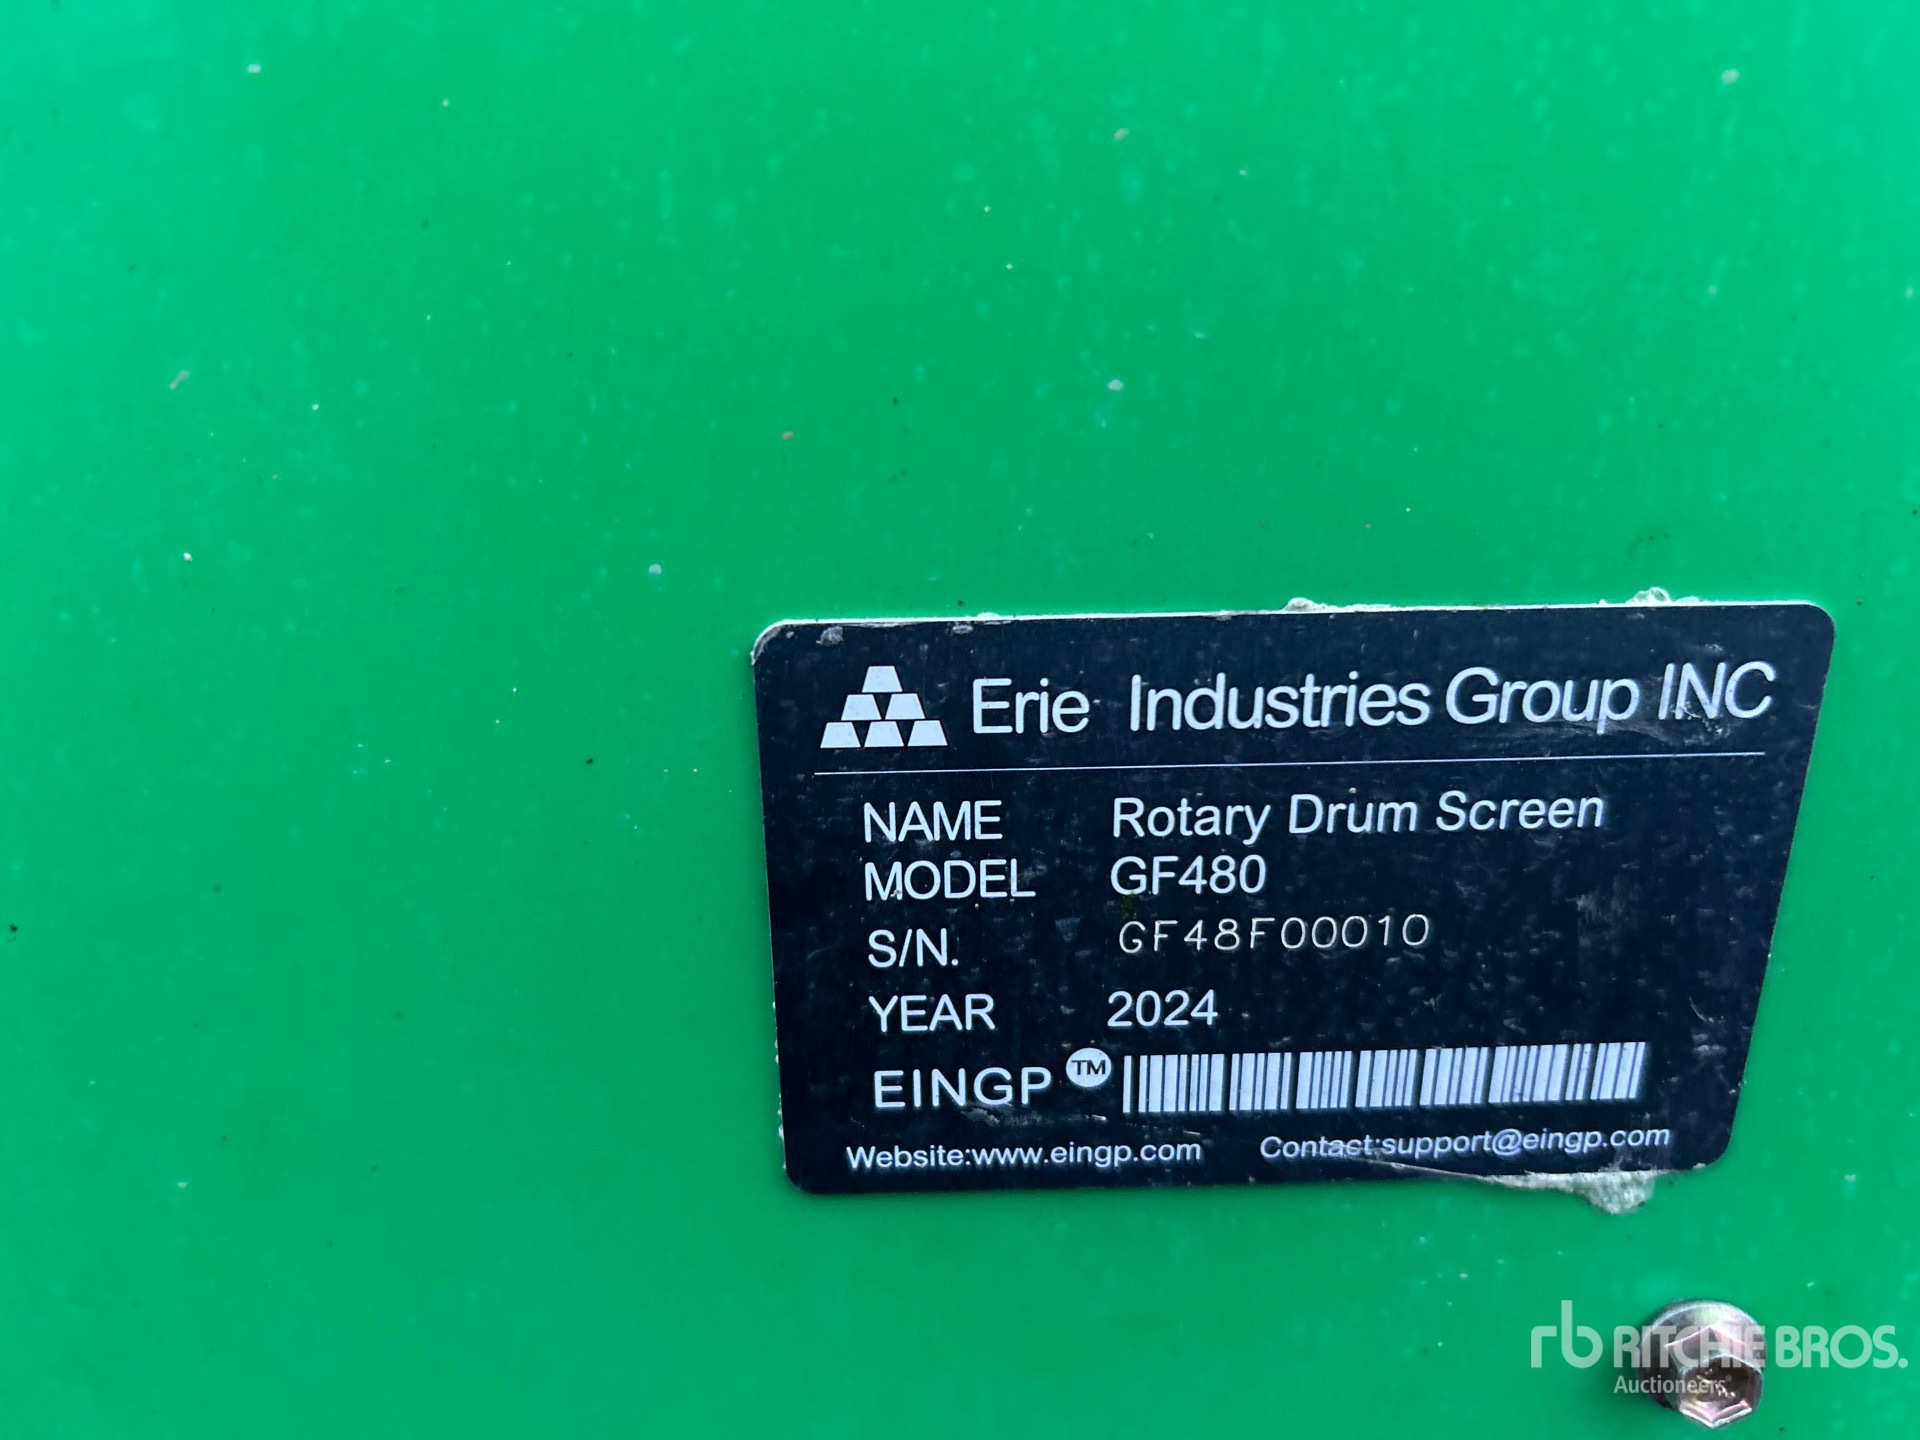 Erie Industries Group INC
NAME Rotary Drum Screen
MODEL GF480
S/N. GF48F00010
YEAR 2024
EINGP TM
Website:www.eingp.com Contact:support@eingp.com
rb RITCHIE BROS.
Auctioneers